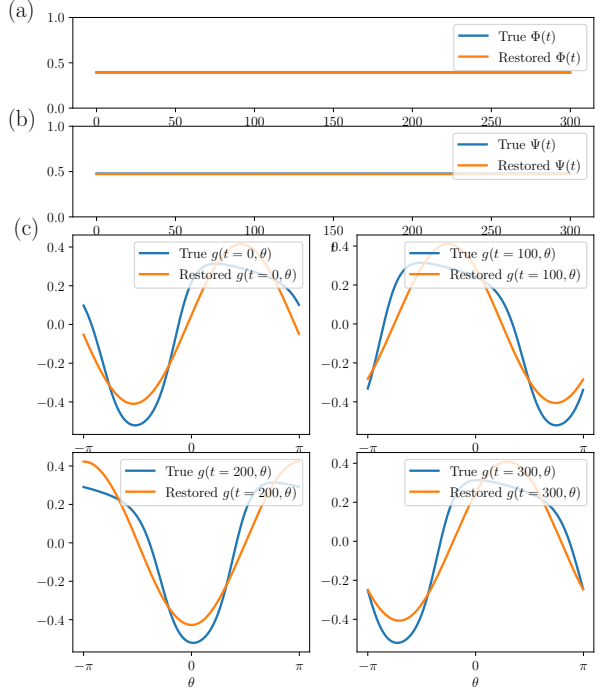 (a)
1.0
0.5
0.0
True Φ(t)
Restored Φ(t)
0 50 100 150 200 250 300
(b)
1.0
0.5
0.0
True Ψ(t)
Restored Ψ(t)
0 50 100 150 200 250 300
t
(c)
0.4
0.2
0.0
−0.2
−0.4
True g(t = 0, θ)
Restored g(t = 0, θ)
−π 0 π
0.4
0.2
0.0
−0.2
−0.4
True g(t = 100, θ)
Restored g(t = 100, θ)
−π 0 π
0.4
0.2
0.0
−0.2
−0.4
True g(t = 200, θ)
Restored g(t = 200, θ)
−π 0 π
θ
0.4
0.2
0.0
−0.2
−0.4
True g(t = 300, θ)
Restored g(t = 300, θ)
−π 0 π
θ